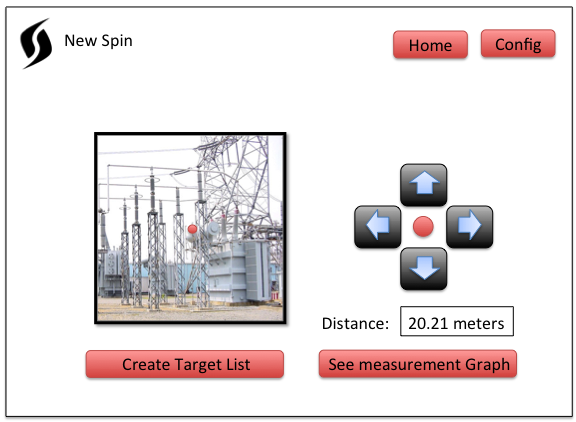 New Spin
Home
Config
Distance:
20.21 meters
Create Target List
See measurement Graph